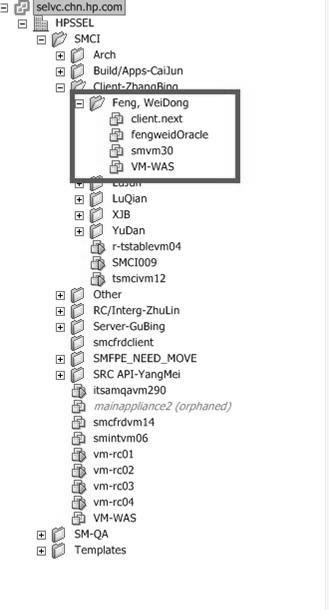 selvc.chn.hp.com
HPSSEL
SMCI
Arch
Build/Apps-CaiJun
Client-ZhangBing
Feng, WeiDong
client.next
fengweidOracle
smvm30
VM-WAS
LuJun
LuQian
XJB
YuDan
r-tstablevm04
SMCI009
tsmcivm12
Other
RC/Interg-ZhuLin
Server-GuBing
smcfrdclient
SMFPE_NEED_MOVE
SRC API-YangMei
itsamqavm290
mainappliance2 (orphaned)
smcfrdvm14
smintvm06
vm-rc01
vm-rc02
vm-rc03
vm-rc04
VM-WAS
SM-QA
Templates